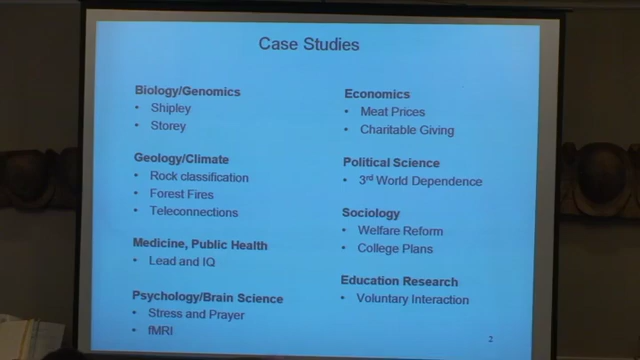 Case Studies
Biology/Genomics
• Shipley
• Storey
Geology/Climate
• Rock classification
• Forest Fires
• Teleconnections
Medicine, Public Health
• Lead and IQ
Psychology/Brain Science
• Stress and Prayer
• fMRI
Economics
• Meat Prices
• Charitable Giving
Political Science
• 3rd World Dependence
Sociology
• Welfare Reform
• College Plans
Education Research
• Voluntary Interaction
2